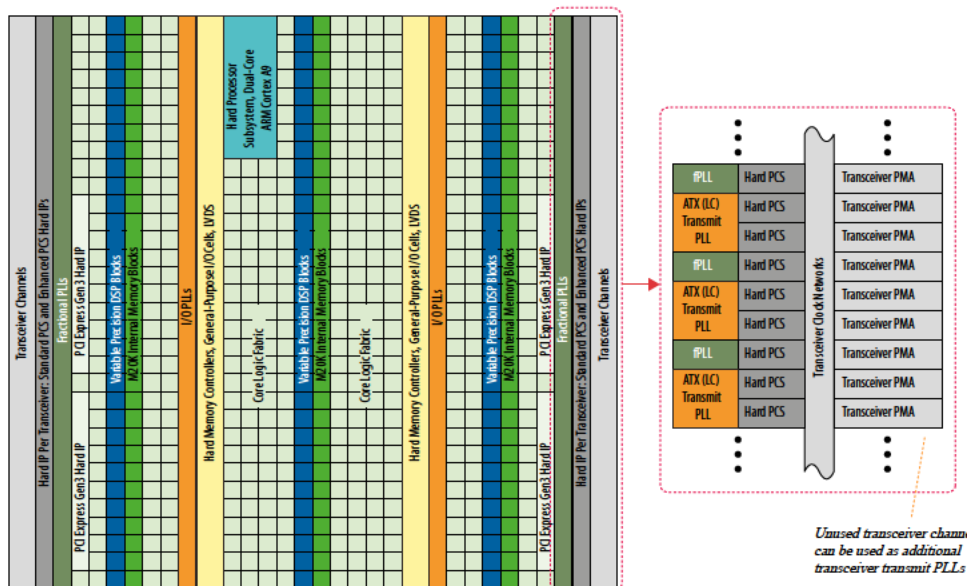 Transceiver Channels
Hard IP Per Transceiver: Standard PCS and Enhanced PCS Hard IPs
Fractional PLLs
PCI Express Gen3 Hard IP
PCI Express Gen3 Hard IP
Variable Precision DSP Blocks
M20K Internal Memory Blocks
I/O PLLs
Hard Memory Controllers, General-Purpose I/O Cells, LVDS
Hard Processor
Subsystem, Dual-Core
ARM Cortex A9
Core Logic Fabric
Variable Precision DSP Blocks
M20K Internal Memory Blocks
Core Logic Fabric
Hard Memory Controllers, General-Purpose I/O Cells, LVDS
I/O PLLs
Variable Precision DSP Blocks
M20K Internal Memory Blocks
PCI Express Gen3 Hard IP
PCI Express Gen3 Hard IP
Fractional PLLs
Hard IP Per Transceiver: Standard PCS and Enhanced PCS Hard IPs
Transceiver Channels
fPLL
ATX (LC)
Transmit
PLL
fPLL
ATX (LC)
Transmit
PLL
fPLL
ATX (LC)
Transmit
PLL
Hard PCS
Hard PCS
Hard PCS
Hard PCS
Hard PCS
Hard PCS
Hard PCS
Hard PCS
Hard PCS
Transceiver Clock Networks
Transceiver PMA
Transceiver PMA
Transceiver PMA
Transceiver PMA
Transceiver PMA
Transceiver PMA
Transceiver PMA
Transceiver PMA
Transceiver PMA
Unused transceiver
can be used as additional
transceiver transmit PLLs